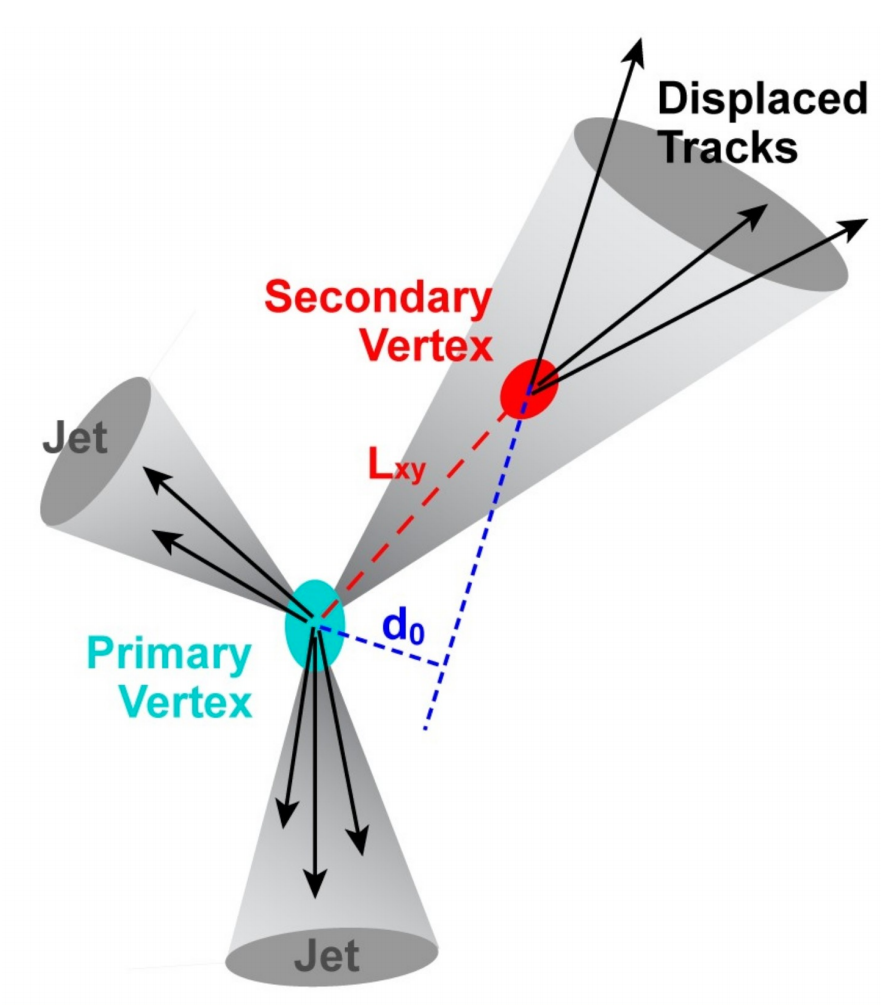 Displaced
Tracks
Secondary
Vertex
Jet
Lxy
d0
Primary
Vertex
Jet